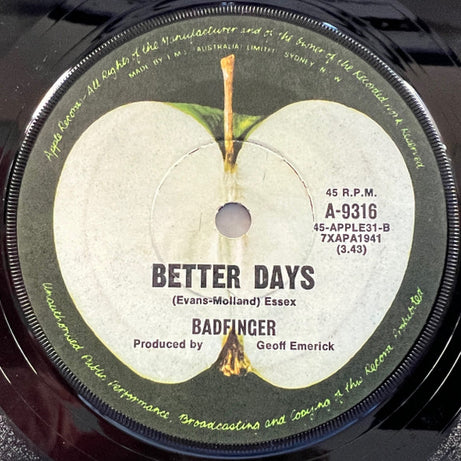 Apple Records. All Rights of the Manufacturer and of the Owner of the Recorded Work Reserved
MADE BY E.M.I. (AUSTRALIA) LIMITED SYDNEY N. W
45 R.P.M.
A-9316
45-APPLE31-B
7XAPA1941
(3.43)
BETTER DAYS
(Evans-Molland) Essex
BADFINGER
Produced by Geoff Emerick
Unauthorised Public Performance, Broadcasting and Copying of this Record Prohibited